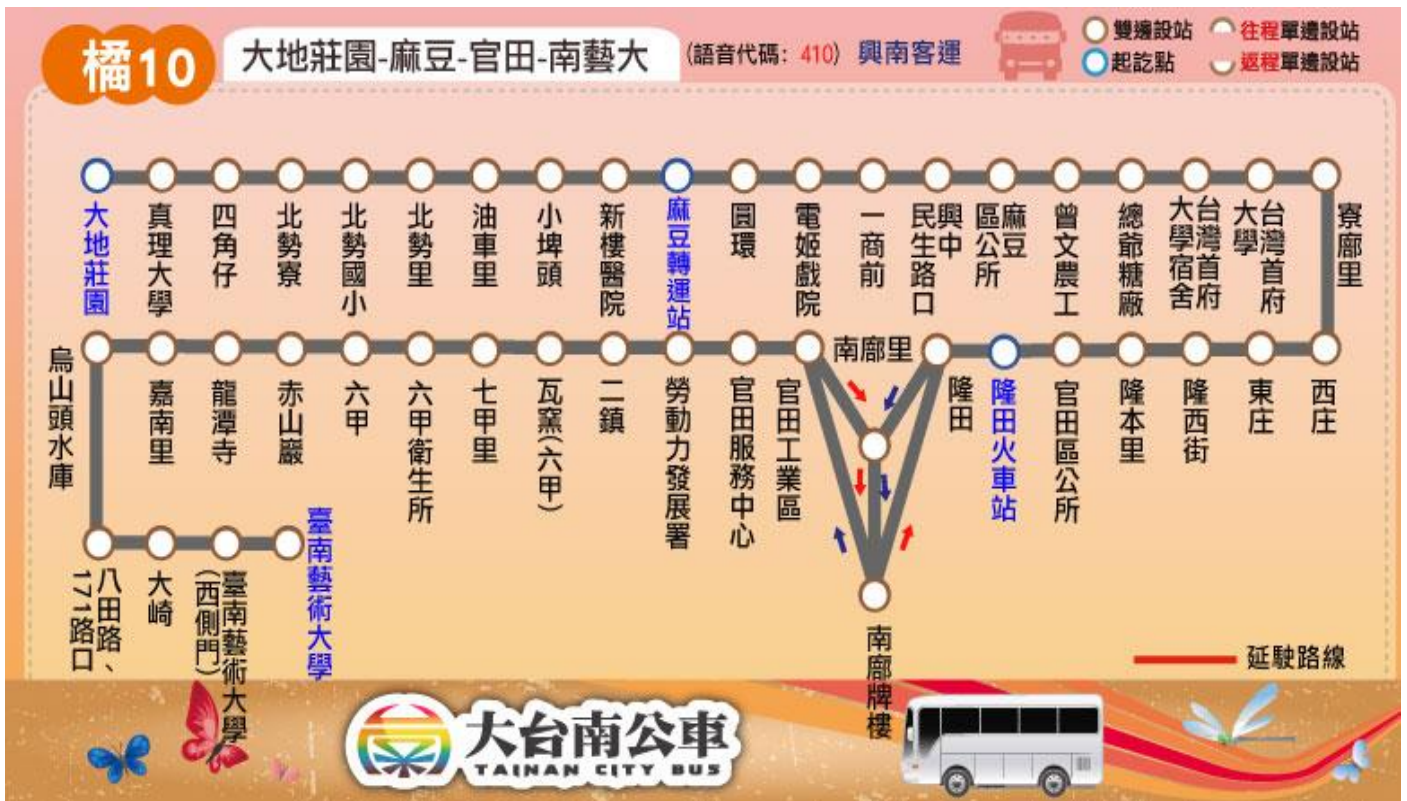 橘10
大地莊園-麻豆-官田-南藝大
(語音代碼: 410) 興南客運
雙邊設站
往程單邊設站
起訖點
返程單邊設站
大地莊園
真理大學
四角仔
北勢寮
北勢國小
北勢里
油車里
小埤頭
新樓醫院
麻豆轉運站
圓環
電姬戲院
一商前
興中
民生路口
麻豆
區公所
曾文農工
總爺糖廠
台灣首府
大學宿舍
台灣首府
大學
寮廍里
西庄
東庄
隆西街
隆本里
官田區公所
隆田火車站
隆田
南廍里
南廍牌樓
官田工業區
官田服務中心
勞動力發展署
二鎮
瓦窯(六甲)
七甲里
六甲衛生所
六甲
赤山巖
龍潭寺
嘉南里
烏山頭水庫
八田路、
171路口
大崎
臺南藝術大學
(西側門)
臺南藝術大學
延駛路線
大台南公車
TAINAN CITY BUS